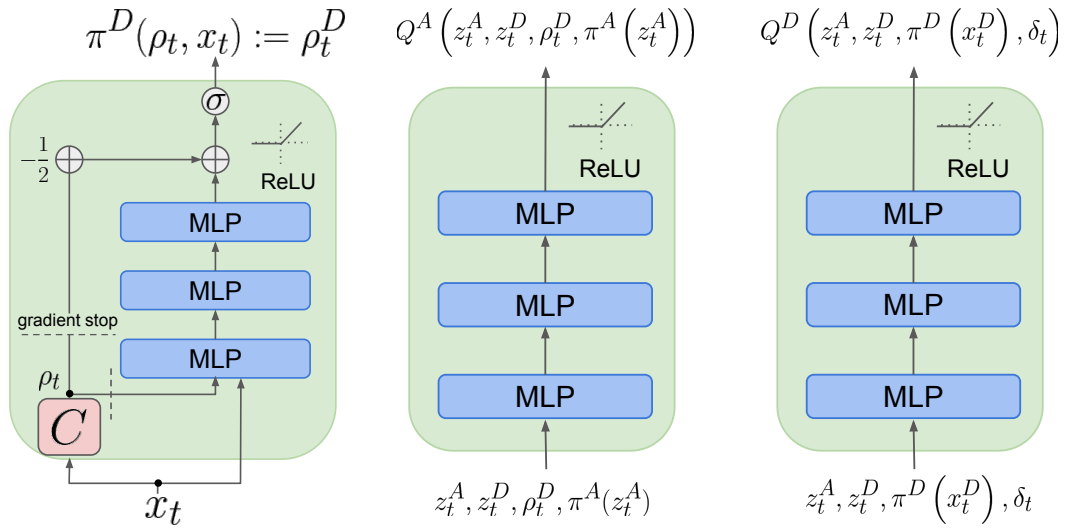 π^D(ρ_t, x_t) := ρ_t^D
σ
-1/2
ReLU
MLP
MLP
gradient stop
MLP
ρ_t
C
x_t
Q^A(z_t^A, z_t^D, ρ_t^D, π^A(z_t^A))
ReLU
MLP
MLP
MLP
z_t^A, z_t^D, ρ_t^D, π^A(z_t^A)
Q^D(z_t^A, z_t^D, π^D(x_t^D), δ_t)
ReLU
MLP
MLP
MLP
z_t^A, z_t^D, π^D(x_t^D), δ_t